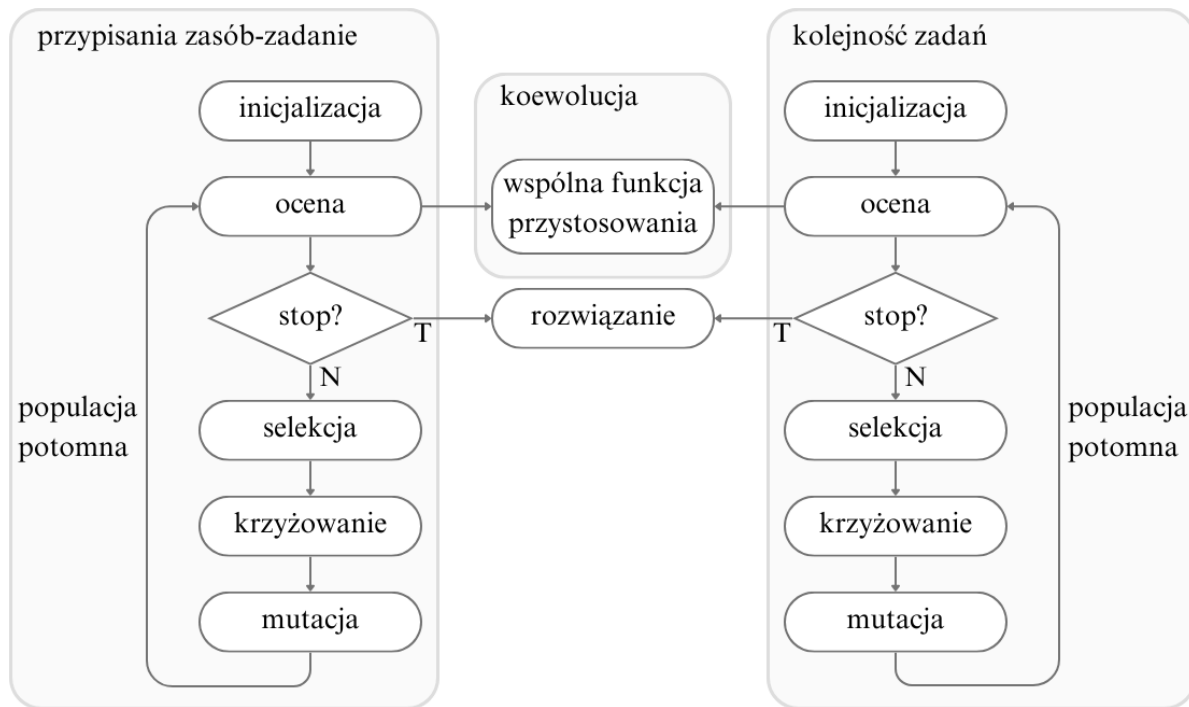 przypisania zasób-zadanie
inicjalizacja
ocena
stop?
T
N
selekcja
krzyżowanie
mutacja
populacja
potomna
koewolucja
wspólna funkcja
przystosowania
rozwiązanie
kolejność zadań
inicjalizacja
ocena
stop?
T
N
selekcja
krzyżowanie
mutacja
populacja
potomna